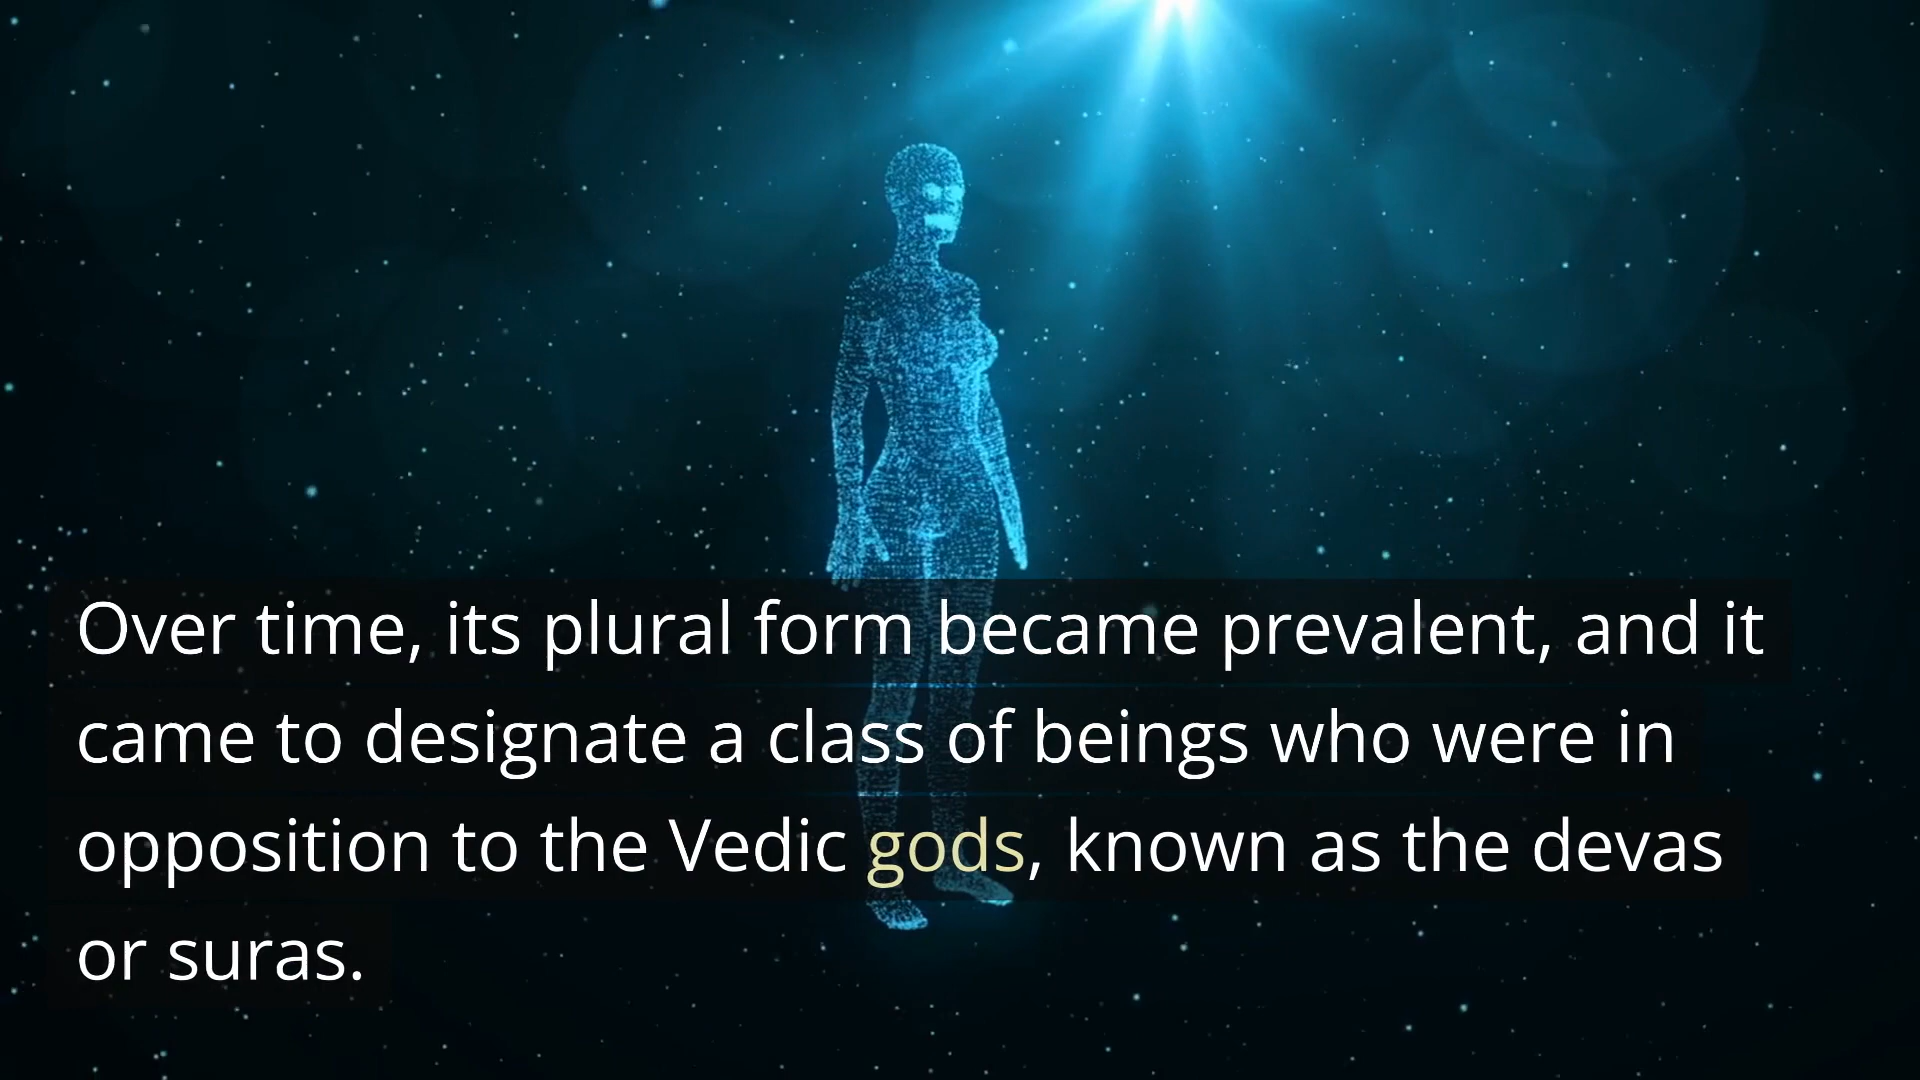 Over time, its plural form became prevalent, and it
came to designate a class of beings who were in
opposition to the Vedic gods, known as the devas
or suras.